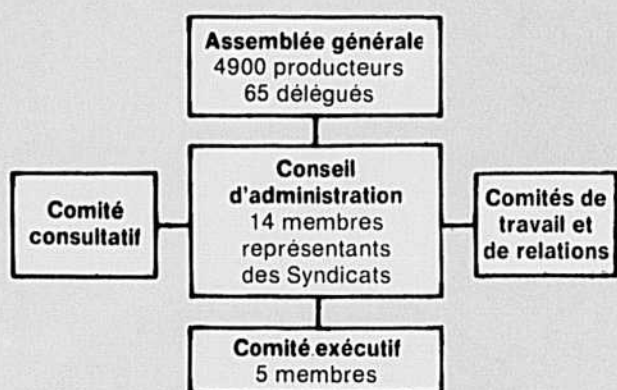 Assemblée générale
4900 producteurs
65 délégués
Comité
consultatif
Conseil
d'administration
14 membres
représentants
des Syndicats
Comités de
travail et
de relations
Comité exécutif
5 membres